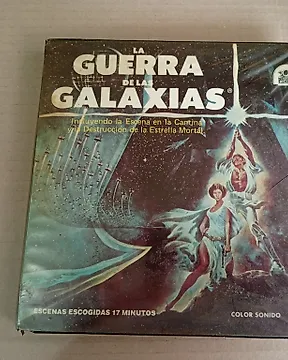 LA
GUERRA
DE LAS
GALAXIAS®
Incluyendo la Escena en la Cantina
y la Destrucción de la Estrella Mortal
ESCENAS ESCOGIDAS 17 MINUTOS
COLOR SONIDO